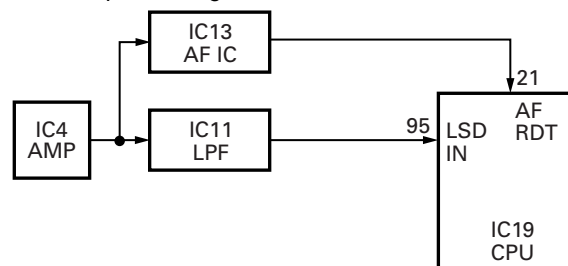 IC13
AF IC
21
IC4
AMP
IC11
LPF
95
LSD
IN
AF
RDT
IC19
CPU